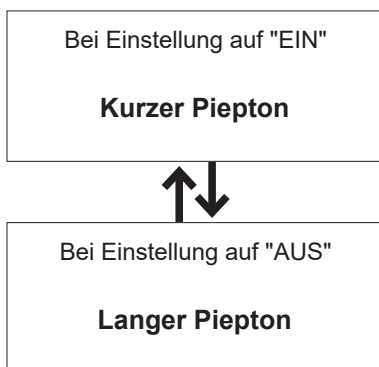 Bei Einstellung auf "EIN"
Kurzer Piepton
Bei Einstellung auf "AUS"
Langer Piepton